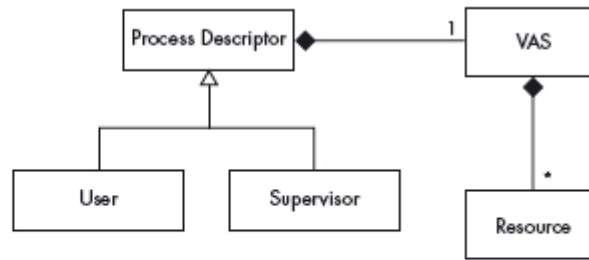 Process Descriptor
1
VAS
User
Supervisor
*
Resource